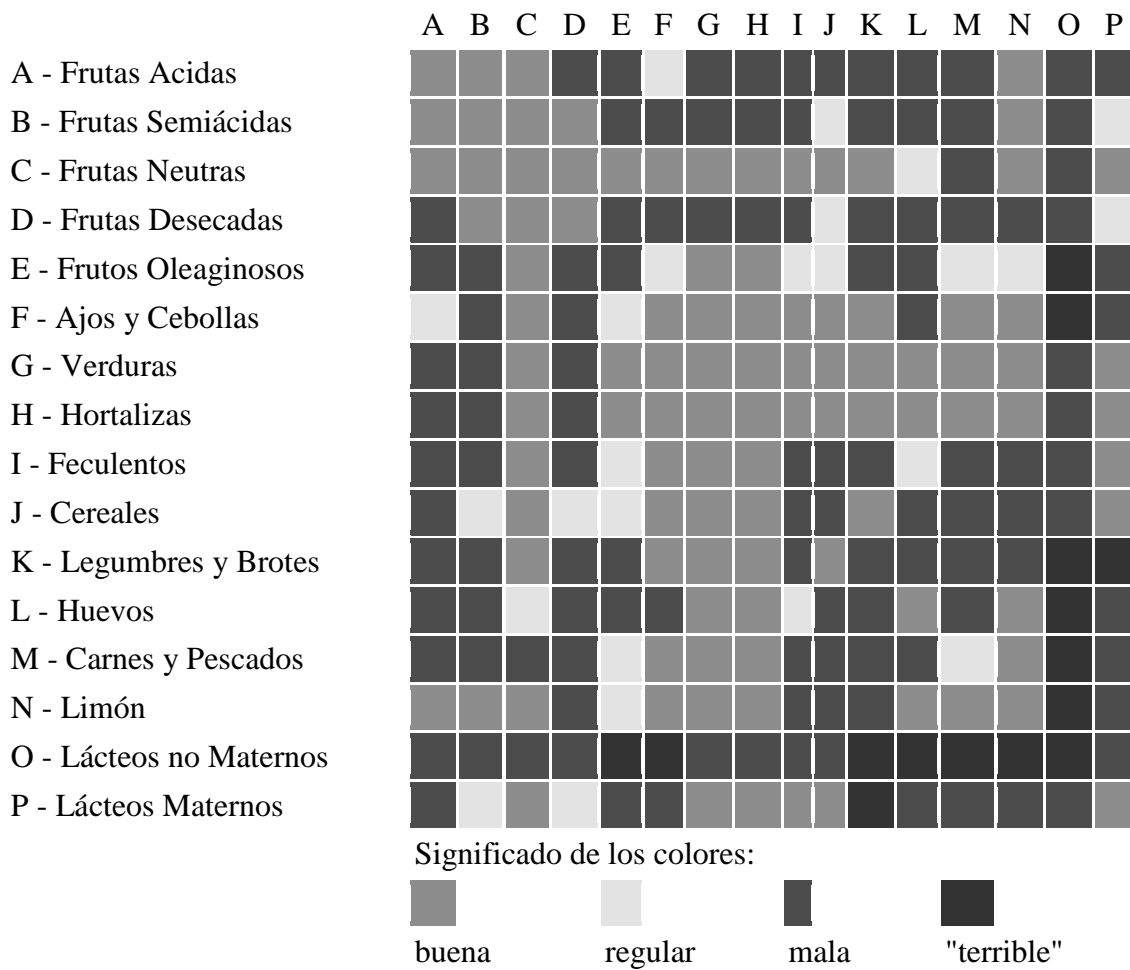 A B C D E F G H I J K L M N O P
A - Frutas Acidas
B - Frutas Semiácidas
C - Frutas Neutras
D - Frutas Desecadas
E - Frutos Oleaginosos
F - Ajos y Cebollas
G - Verduras
H - Hortalizas
I - Feculentos
J - Cereales
K - Legumbres y Brotes
L - Huevos
M - Carnes y Pescados
N - Limón
O - Lácteos no Maternos
P - Lácteos Maternos
Significado de los colores:
buena regular mala "terrible"